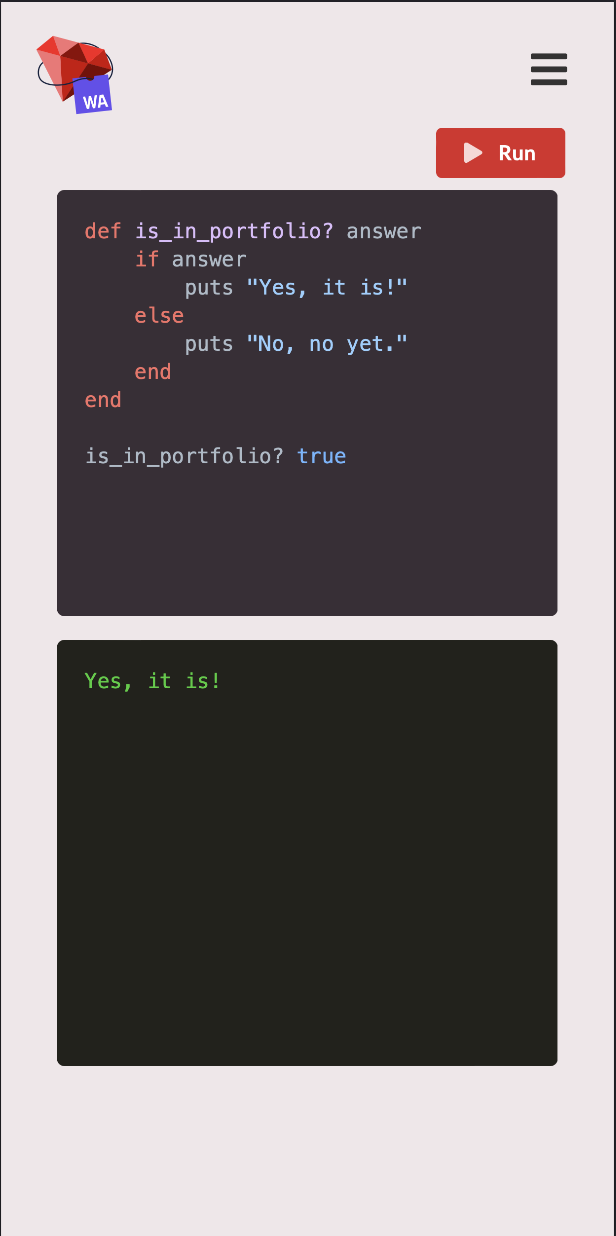 WA
Run
def is_in_portfolio? answer
    if answer
        puts "Yes, it is!"
    else
        puts "No, no yet."
    end
end
is_in_portfolio? true
Yes, it is!